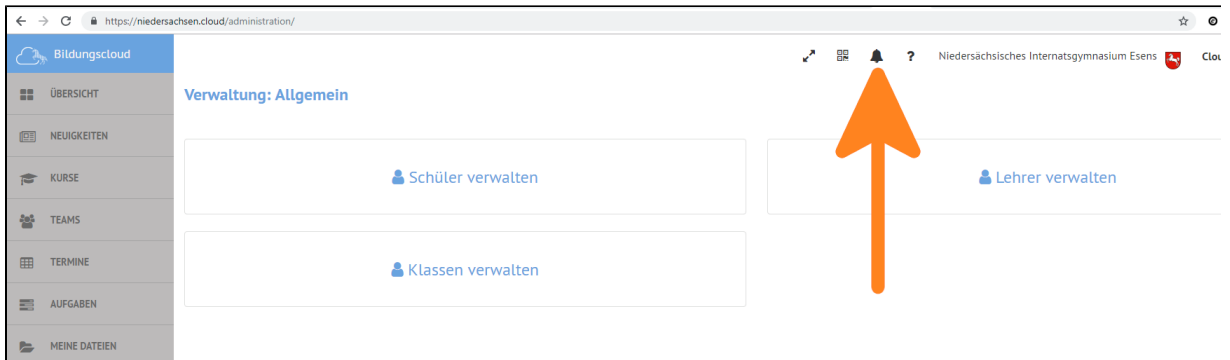 https://niedersachsen.cloud/administration/
Bildungscloud
? Niedersächsisches Internatsgymnasium Esens Clou
ÜBERSICHT
Verwaltung: Allgemein
NEUIGKEITEN
KURSE
Schüler verwalten
Lehrer verwalten
TEAMS
TERMINE
Klassen verwalten
AUFGABEN
MEINE DATEIEN